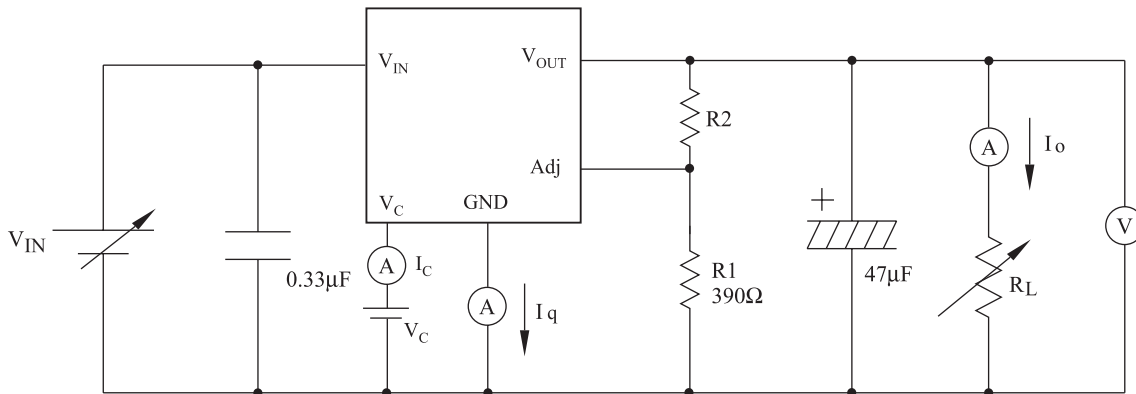 V_IN
V_OUT
R2
Adj
V_C
GND
A
I_o
V_IN
0.33μF
A
I_C
V_C
A
I_q
R1
390Ω
+
47μF
R_L
V